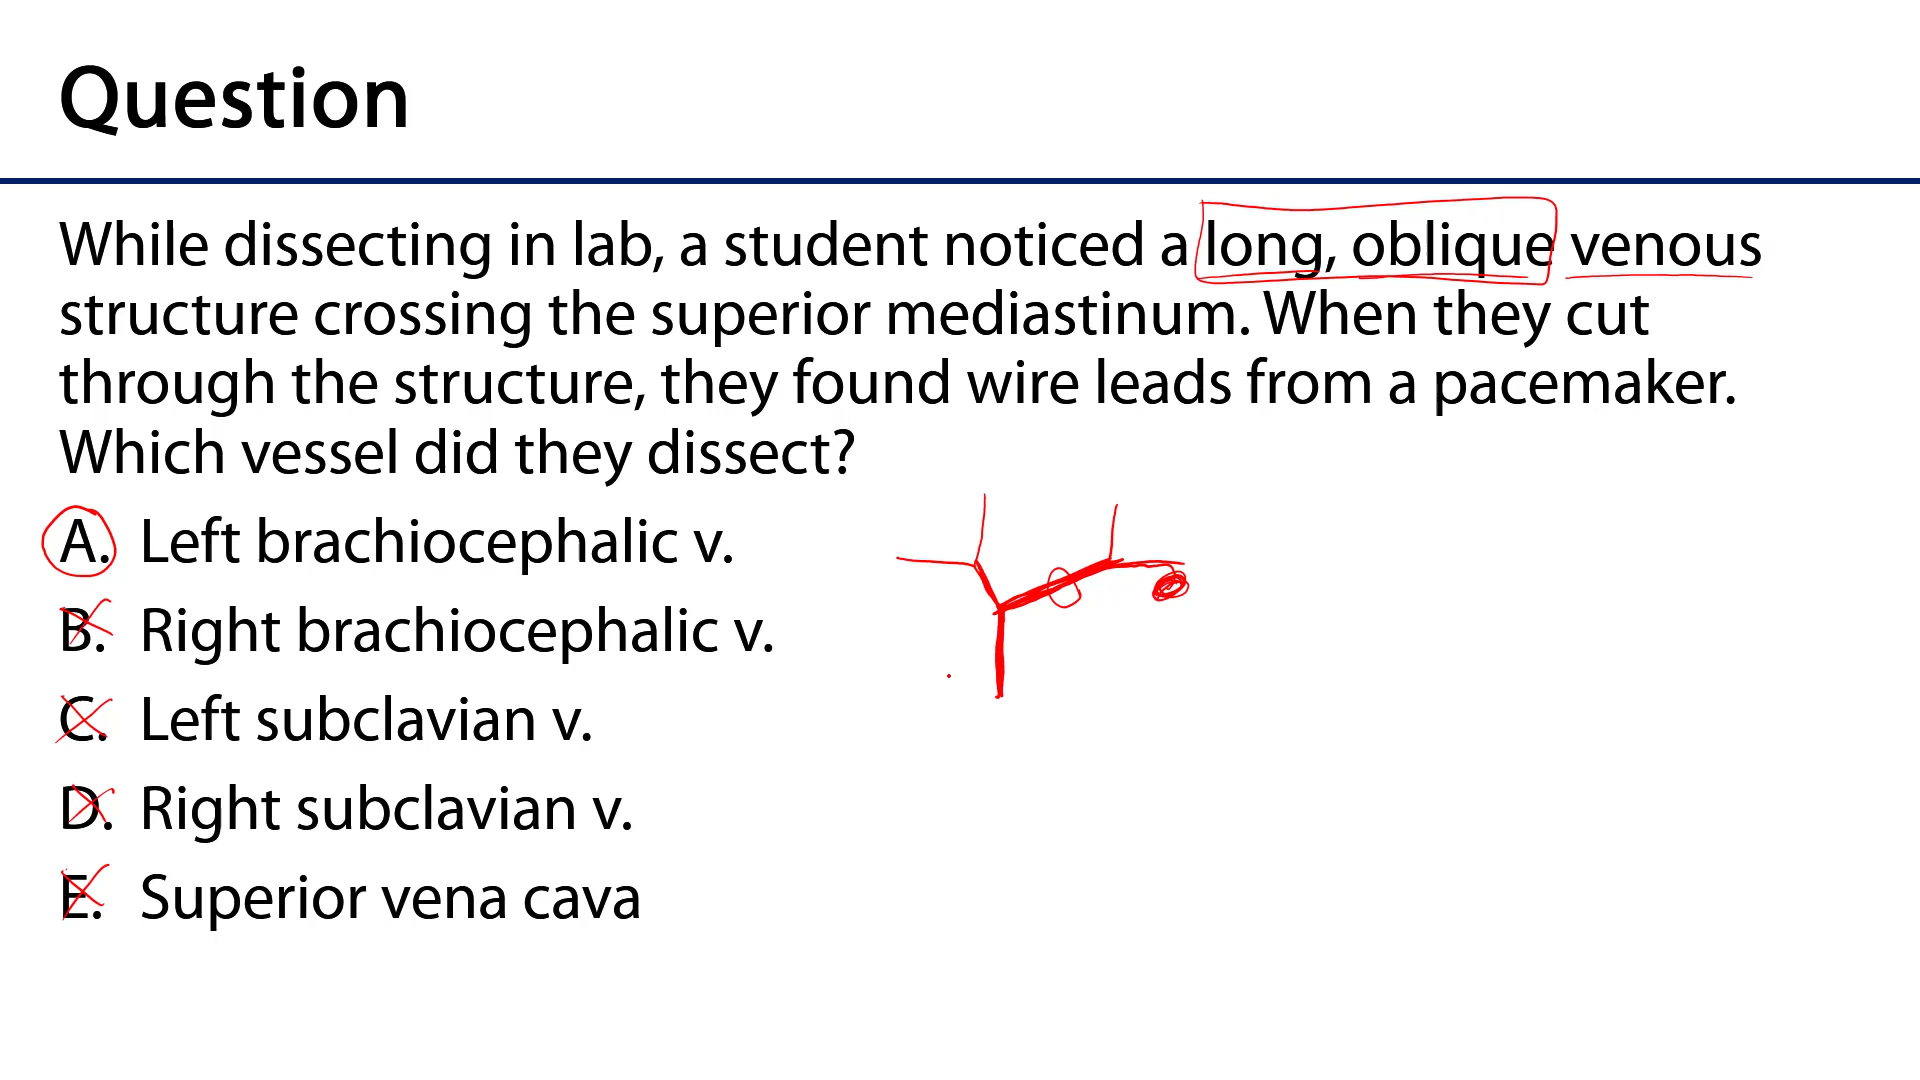 Question
While dissecting in lab, a student noticed a long, oblique venous
structure crossing the superior mediastinum. When they cut
through the structure, they found wire leads from a pacemaker.
Which vessel did they dissect?
A. Left brachiocephalic v.
B. Right brachiocephalic v.
C. Left subclavian v.
D. Right subclavian v.
E. Superior vena cava